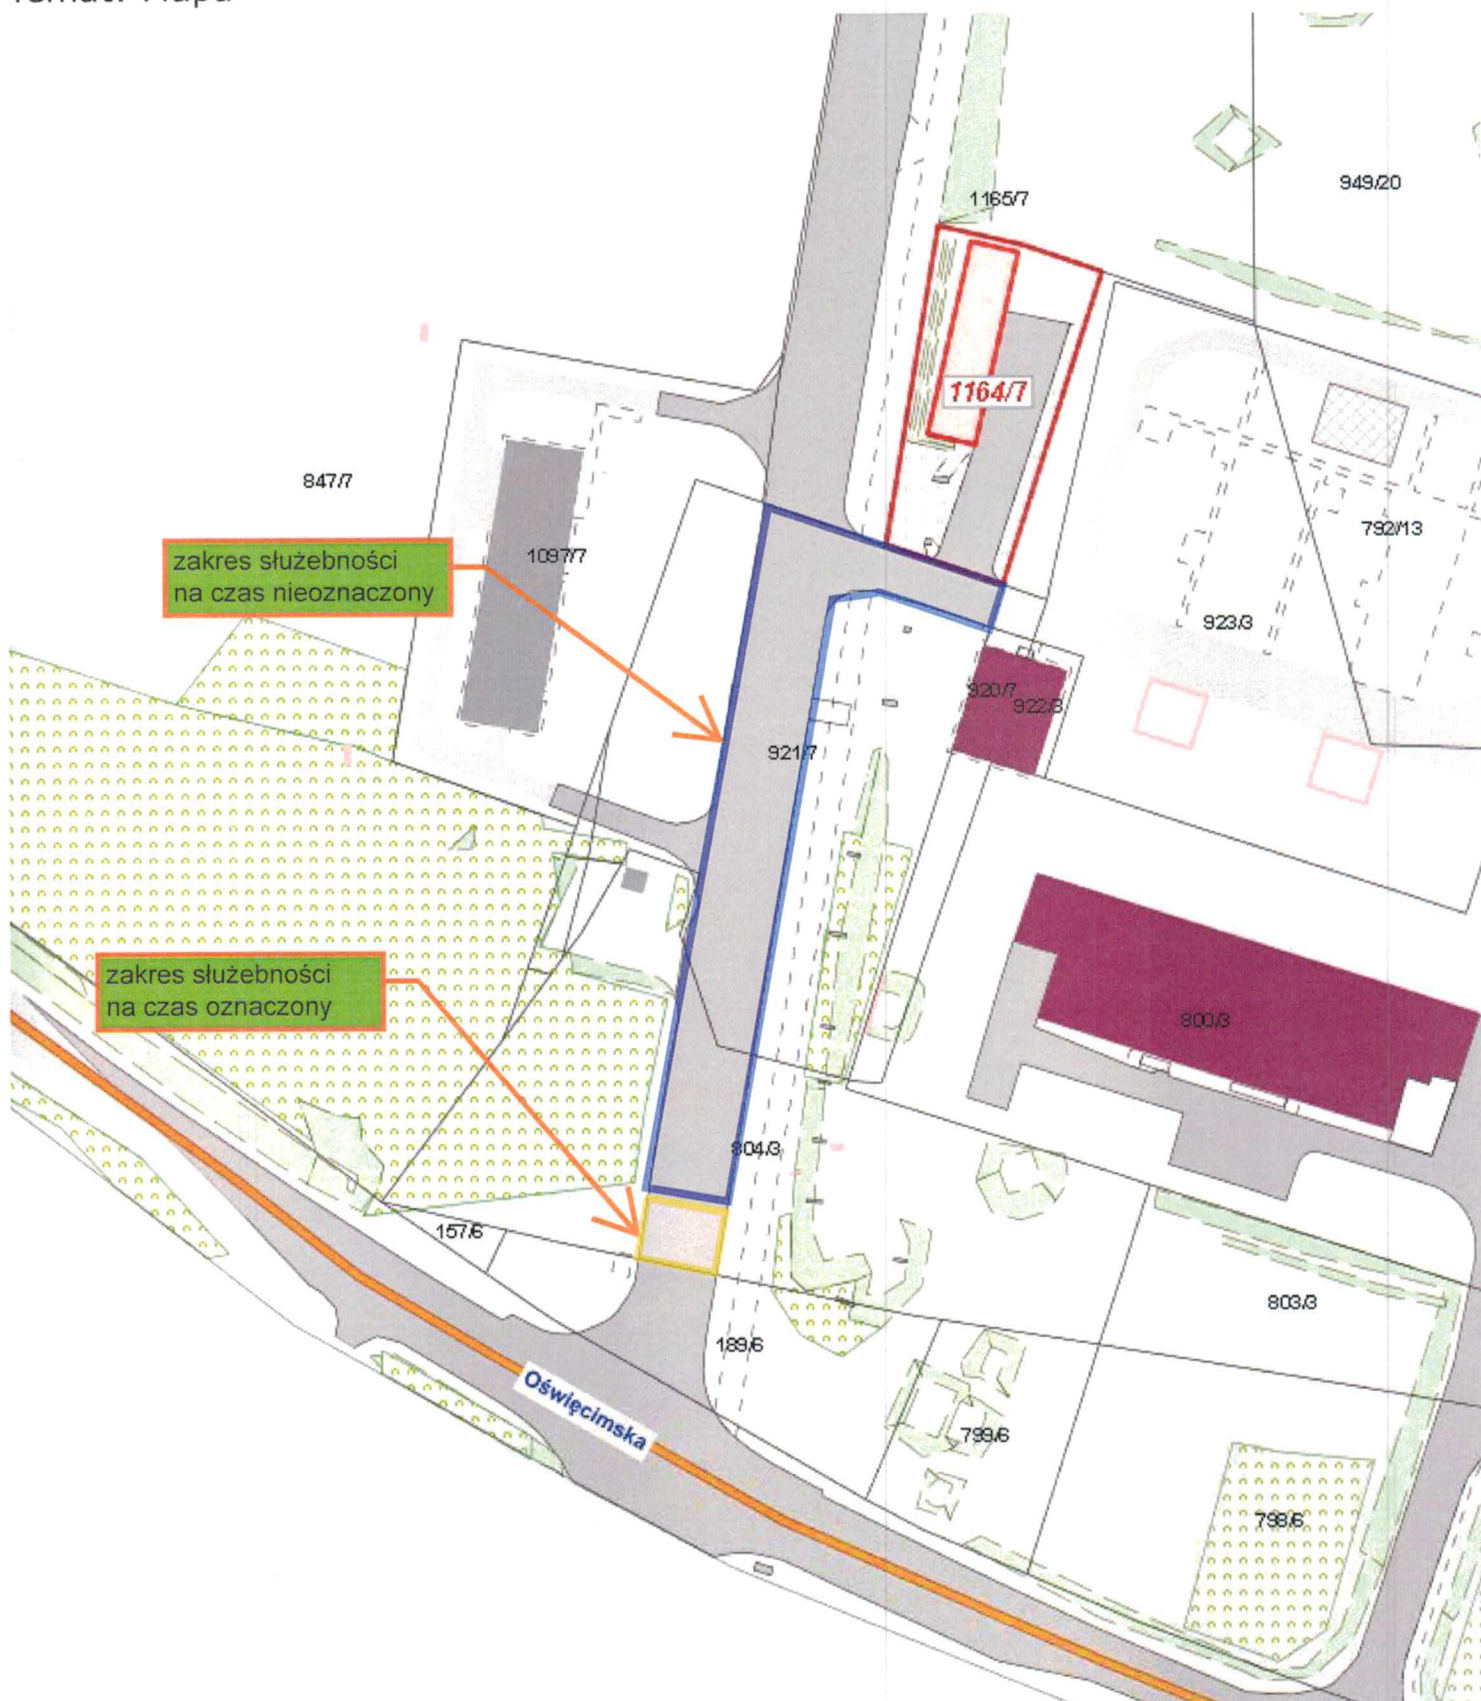 Temat: Mapa
949/20
1165/7
1164/7
847/7
1097/7
792/13
zakres służebności
na czas nieoznaczony
923/3
920/7
922/3
921/7
zakres służebności
na czas oznaczony
800/3
804/3
157/6
803/3
189/6
Oświęcimska
799/6
798/6